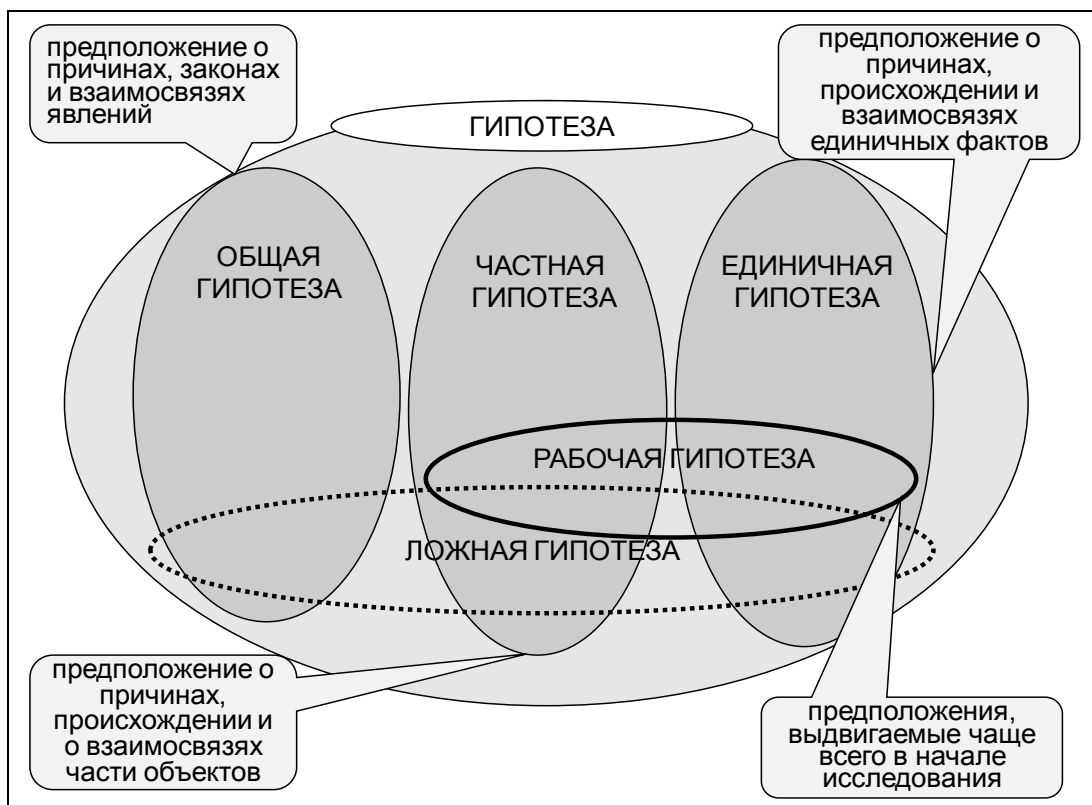 предположение о
причинах, законах
и взаимосвязях
явлений
предположение о
причинах,
происхождении и
взаимосвязях
единичных фактов
ГИПОТЕЗА
ОБЩАЯ
ГИПОТЕЗА
ЧАСТНАЯ
ГИПОТЕЗА
ЕДИНИЧНАЯ
ГИПОТЕЗА
РАБОЧАЯ ГИПОТЕЗА
ЛОЖНАЯ ГИПОТЕЗА
предположение о
причинах,
происхождении и
о взаимосвязях
части объектов
предположения,
выдвигаемые чаще
всего в начале
исследования